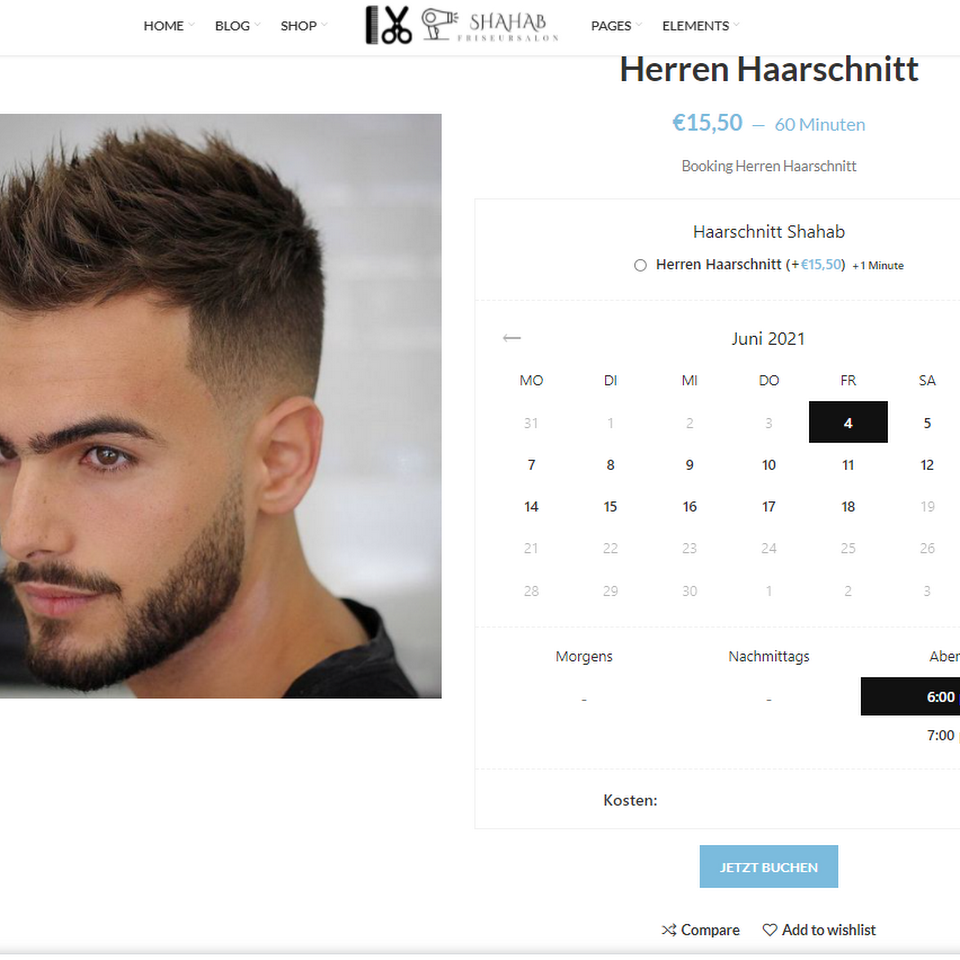 HOME BLOG SHOP SHAHAB PAGES ELEMENTS
FRISEURSALON
Herren Haarschnitt
€15,50 — 60 Minuten
Booking Herren Haarschnitt
Haarschnitt Shahab
Herren Haarschnitt (+€15,50) +1 Minute
← Juni 2021
MO DI MI DO FR SA
31 1 2 3 4 5
7 8 9 10 11 12
14 15 16 17 18 19
21 22 23 24 25 26
28 29 30 1 2 3
Morgens Nachmittags Aben
- - 6:00
7:00
Kosten:
JETZT BUCHEN
Compare Add to wishlist